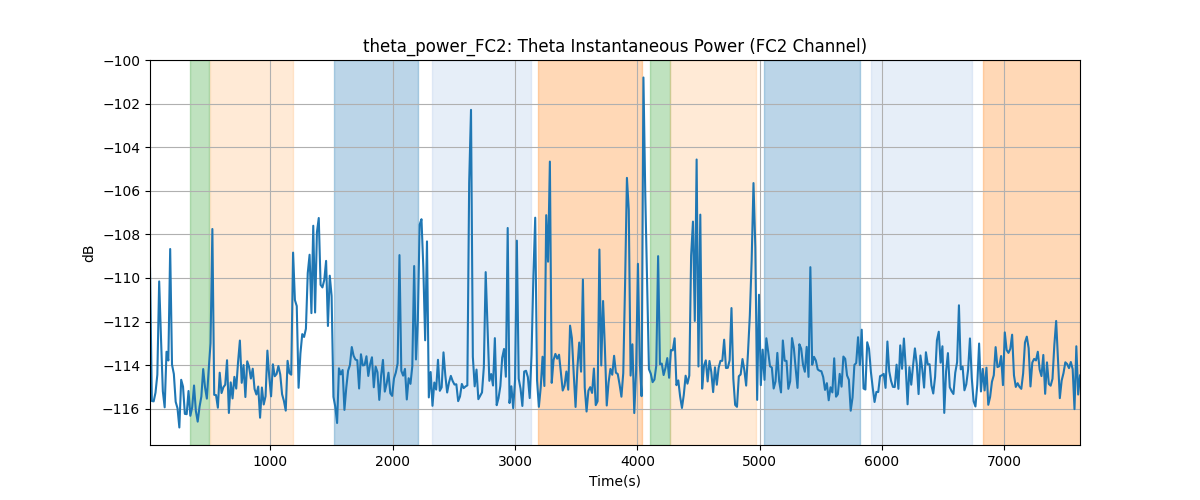 theta_power_FC2: Theta Instantaneous Power (FC2 Channel)
−100
−102
−104
−106
−108
−110
−112
−114
−116
dB
1000 2000 3000 4000 5000 6000 7000
Time(s)